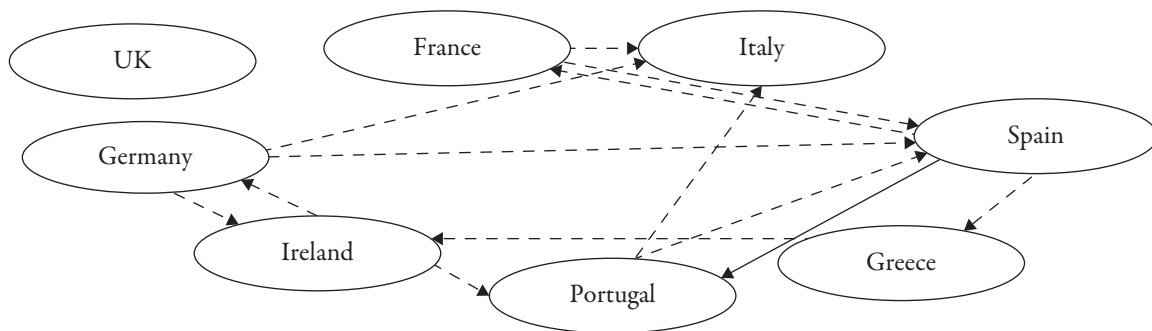 UK
France
Italy
Germany
Spain
Ireland
Greece
Portugal